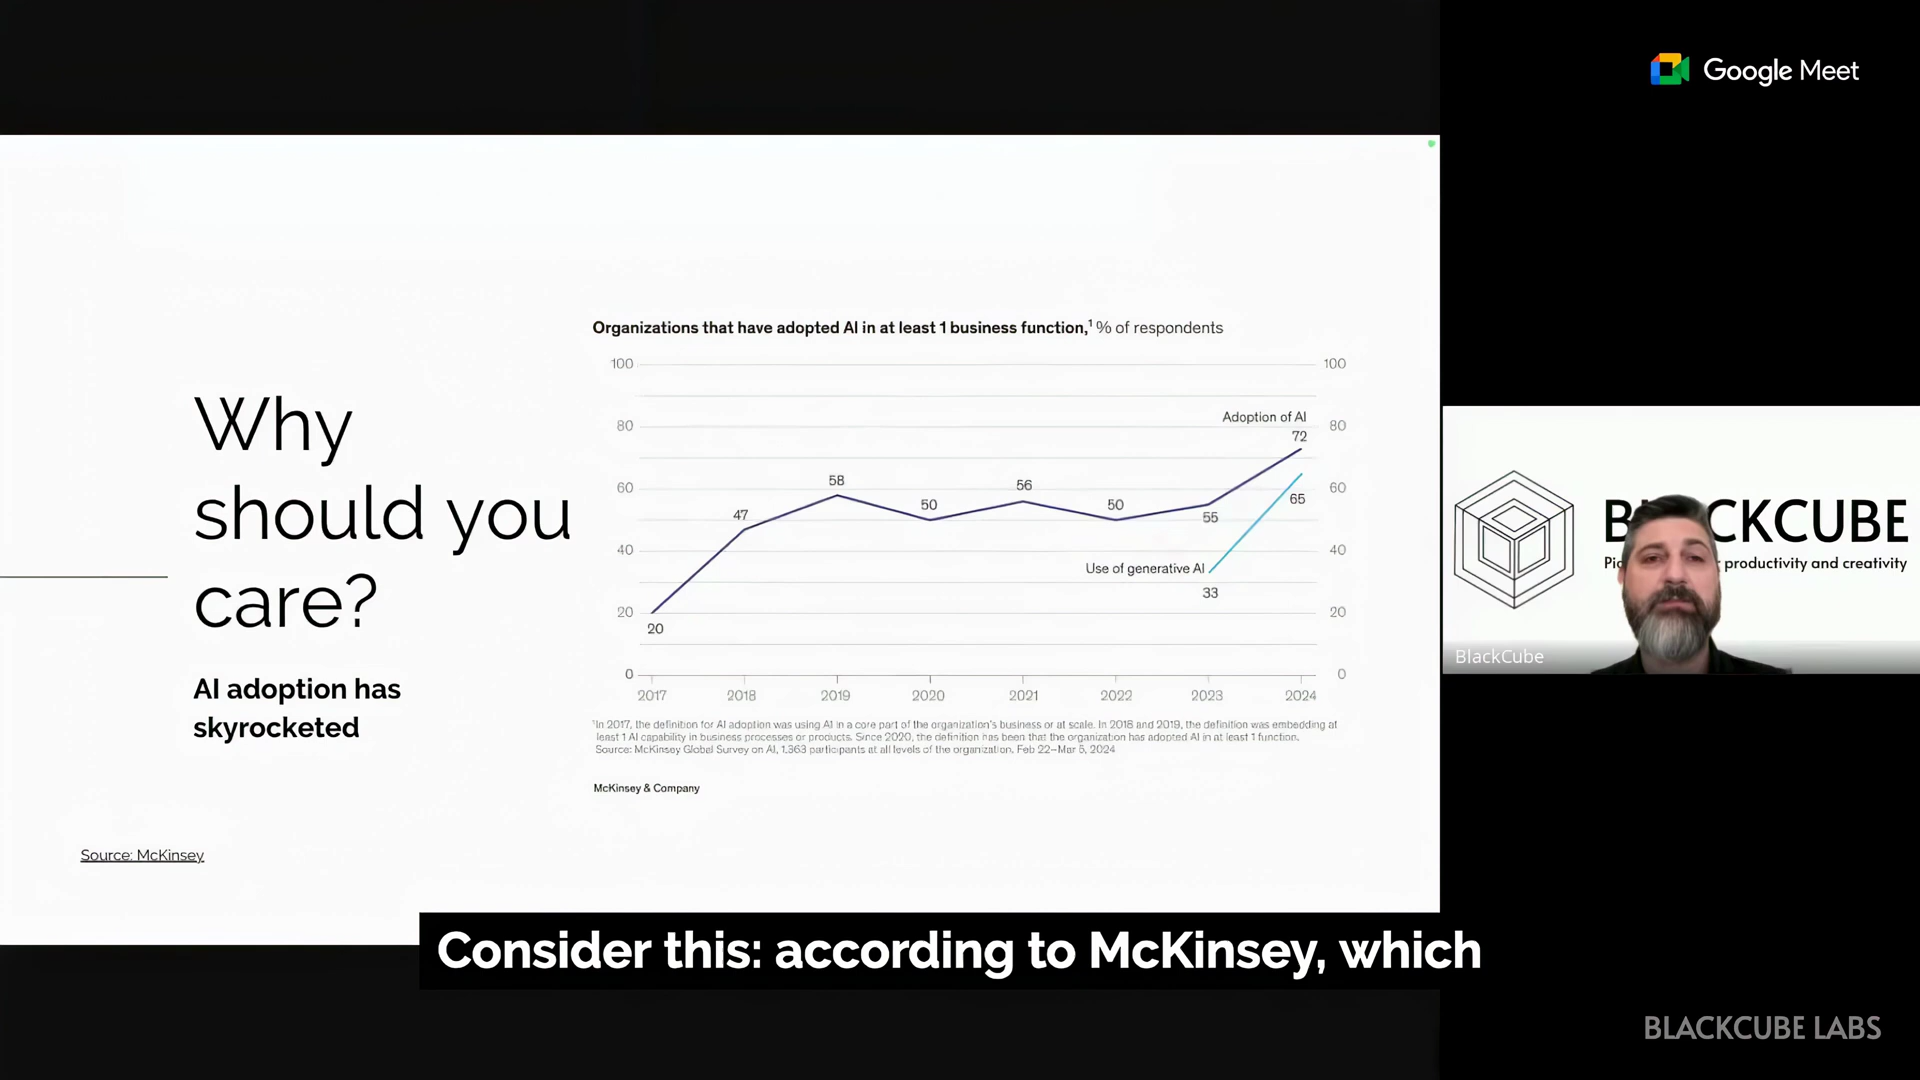 Google Meet
Why
should you
care?
AI adoption has
skyrocketed
Source: McKinsey
Organizations that have adopted AI in at least 1 business function,¹ % of respondents
100
100
80
80
60
60
40
40
20
20
0
0
Adoption of AI
72
58
56
47
50
50
55
65
Use of generative AI
33
20
2017 2018 2019 2020 2021 2022 2023 2024
¹In 2017, the definition for AI adoption was using AI in a core part of the organization's business or at scale. In 2018 and 2019, the definition was embedding at
least 1 AI capability in business processes or products. Since 2020, the definition has been that the organization has adopted AI in at least 1 function.
Source: McKinsey Global Survey on AI, 1,363 participants at all levels of the organization, Feb 22–Mar 5, 2024
McKinsey & Company
CKCUBE
productivity and creativity
BlackCube
Consider this: according to McKinsey, which
BLACKCUBE LABS